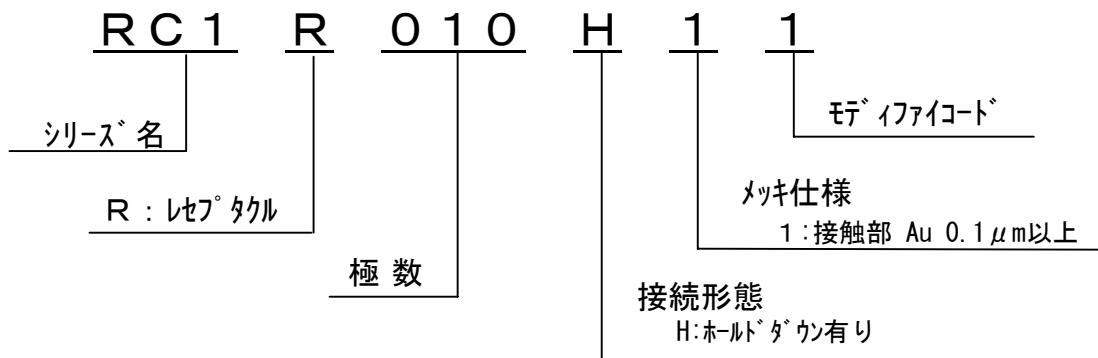 RC1 R 010 H 1 1
シリーズ名
モディファイコード
R:レセプタクル
メッキ仕様
1:接触部 Au 0.1μm以上
極数
接続形態
H:ホールドダウン有り